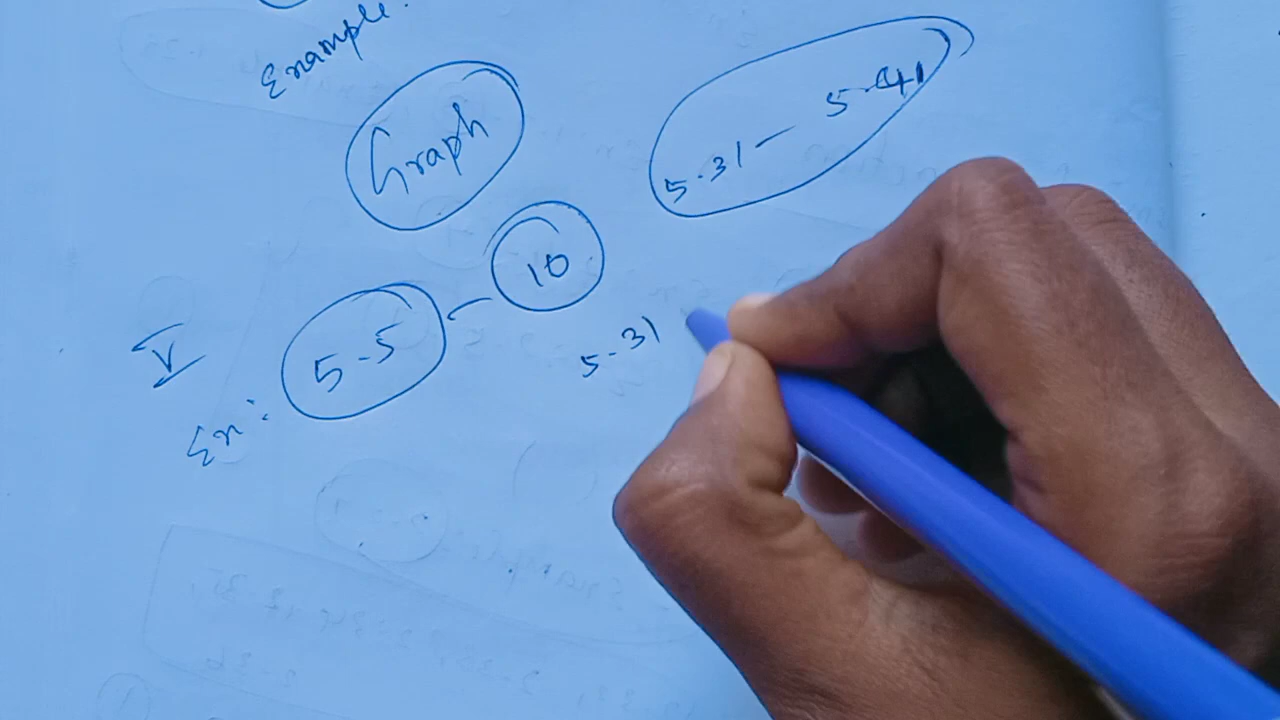 Example.
Graph
5.31 - 5.41
V
Ex: 5.5 - 10
5.31